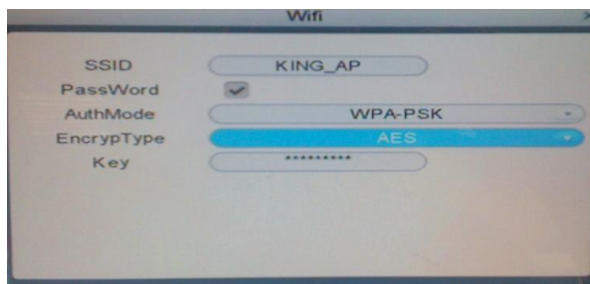 Wifi
SSID KING_AP
PassWord
AuthMode WPA-PSK
EncrypType AES
Key *********